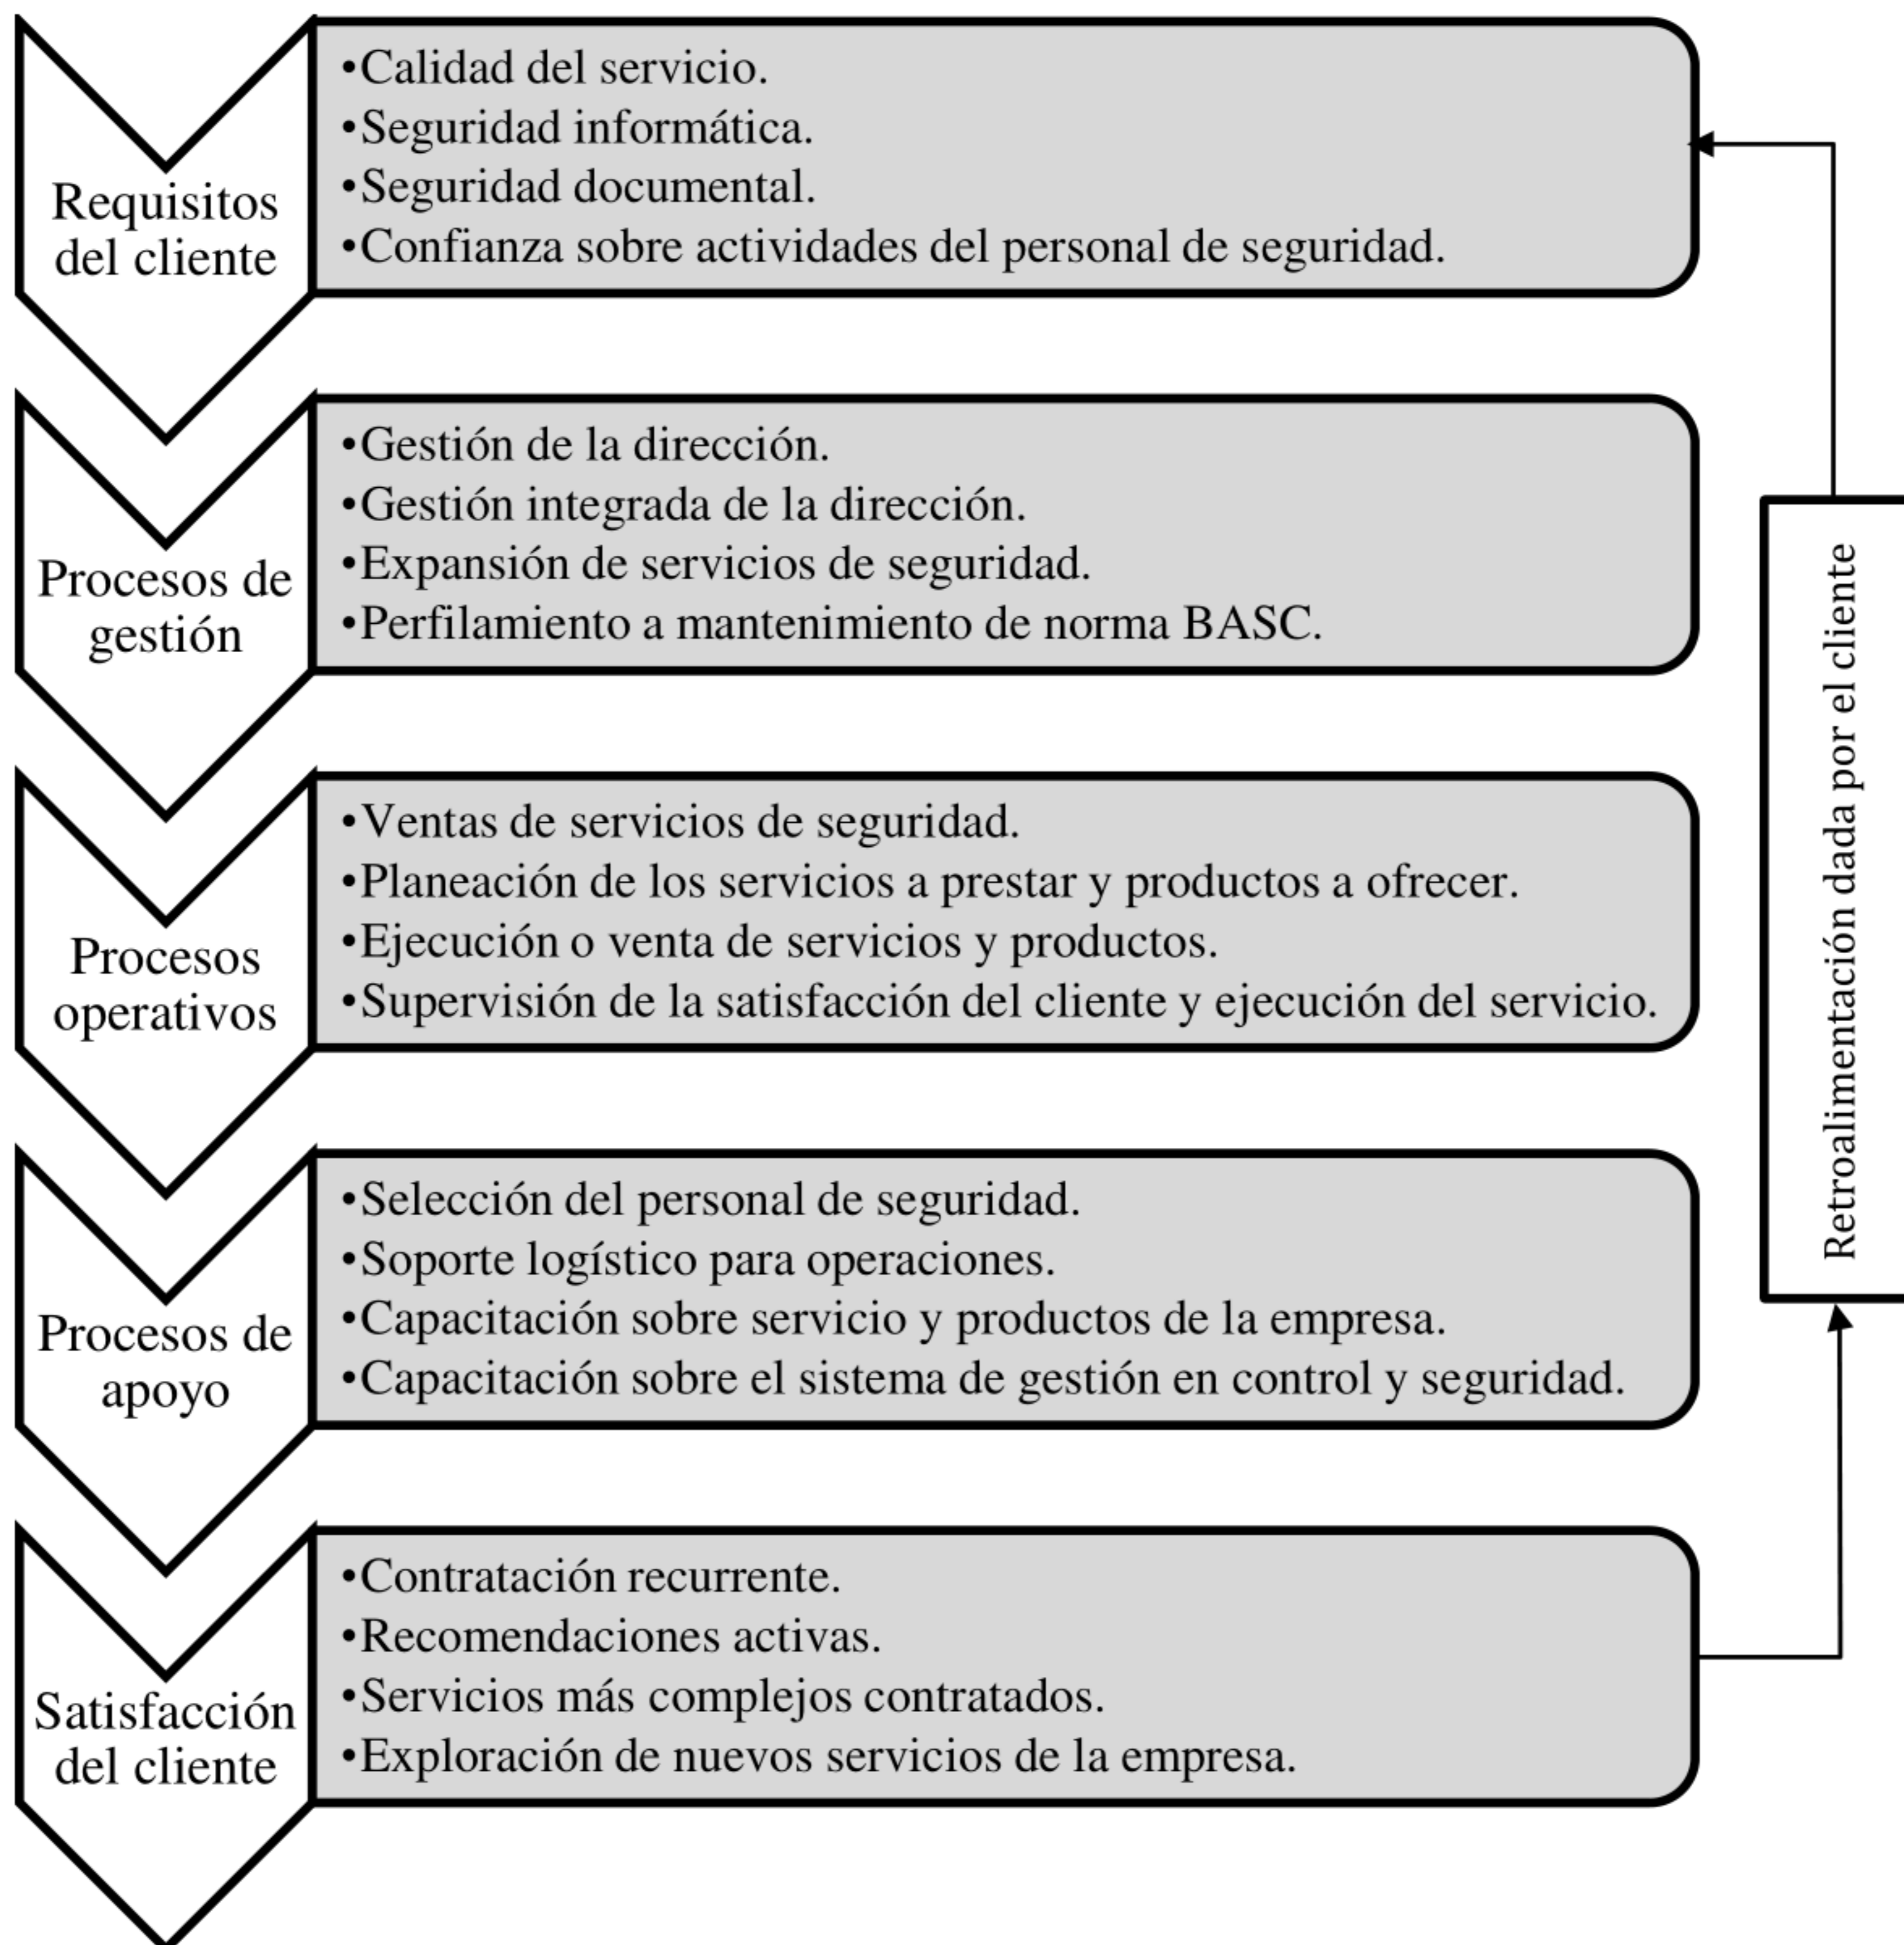 Requisitos
del cliente
•Calidad del servicio.
•Seguridad informática.
•Seguridad documental.
•Confianza sobre actividades del personal de seguridad.
Procesos de
gestión
•Gestión de la dirección.
•Gestión integrada de la dirección.
•Expansión de servicios de seguridad.
•Perfilamiento a mantenimiento de norma BASC.
Procesos
operativos
•Ventas de servicios de seguridad.
•Planeación de los servicios a prestar y productos a ofrecer.
•Ejecución o venta de servicios y productos.
•Supervisión de la satisfacción del cliente y ejecución del servicio.
Procesos de
apoyo
•Selección del personal de seguridad.
•Soporte logístico para operaciones.
•Capacitación sobre servicio y productos de la empresa.
•Capacitación sobre el sistema de gestión en control y seguridad.
Satisfacción
del cliente
•Contratación recurrente.
•Recomendaciones activas.
•Servicios más complejos contratados.
•Exploración de nuevos servicios de la empresa.
Retroalimentación dada por el cliente